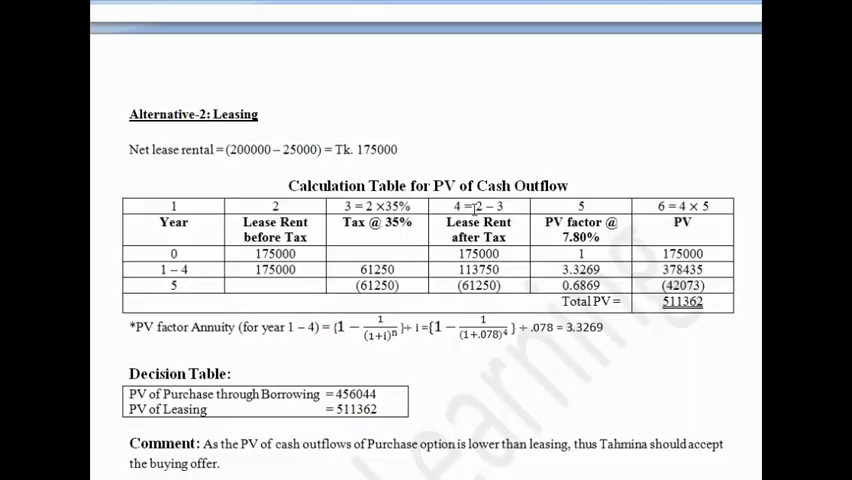 Alternative-2: Leasing
Net lease rental = (200000 – 25000) = Tk. 175000
Calculation Table for PV of Cash Outflow
1 2 3 = 2 ×35% 4 = 2 – 3 5 6 = 4 × 5
Year Lease Rent before Tax Tax @ 35% Lease Rent after Tax PV factor @ 7.80% PV
0 175000 175000 1 175000
1 – 4 175000 61250 113750 3.3269 378435
5 (61250) (61250) 0.6869 (42073)
Total PV = 511362
*PV factor Annuity (for year 1 – 4) = {1 − 1/(1+i)^n} ÷ i = {1 − 1/(1+.078)^4} ÷ .078 = 3.3269
Decision Table:
PV of Purchase through Borrowing = 456044
PV of Leasing = 511362
Comment: As the PV of cash outflows of Purchase option is lower than leasing, thus Tahmina should accept
the buying offer.
Learning